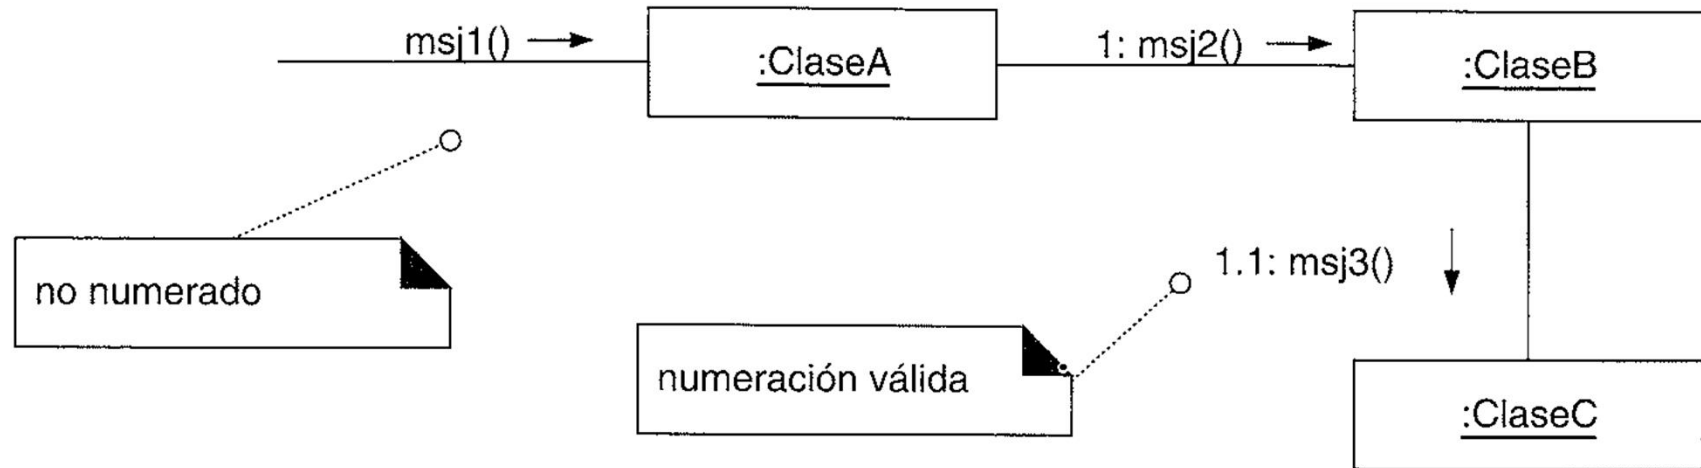 msj1()
:ClaseA
1: msj2()
:ClaseB
no numerado
1.1: msj3()
numeración válida
:ClaseC